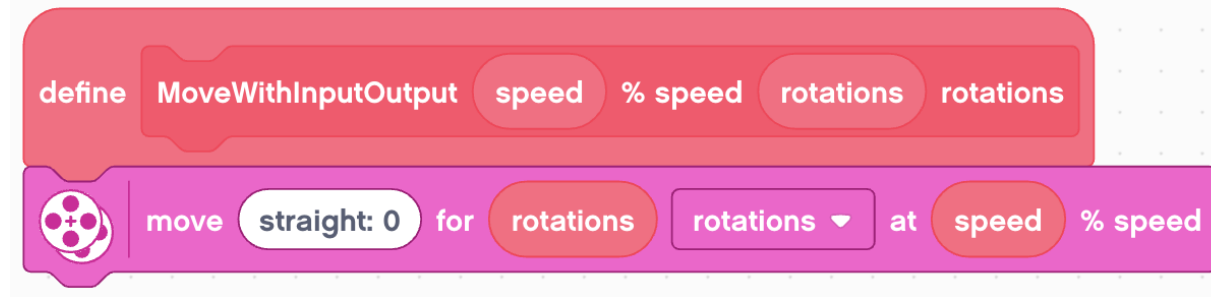 define MoveWithInputOutput speed % speed rotations rotations
move straight: 0 for rotations rotations at speed % speed